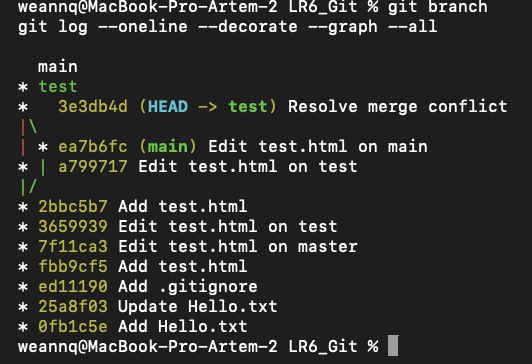 weannq@MacBook-Pro-Artem-2 LR6_Git % git branch
git log --oneline --decorate --graph --all

  main
* test
*   3e3db4d (HEAD -> test) Resolve merge conflict
|\
| * ea7b6fc (main) Edit test.html on main
* | a799717 Edit test.html on test
|/
* 2bbc5b7 Add test.html
* 3659939 Edit test.html on test
* 7f11ca3 Edit test.html on master
* fbb9cf5 Add test.html
* ed11190 Add .gitignore
* 25a8f03 Update Hello.txt
* 0fb1c5e Add Hello.txt
weannq@MacBook-Pro-Artem-2 LR6_Git %